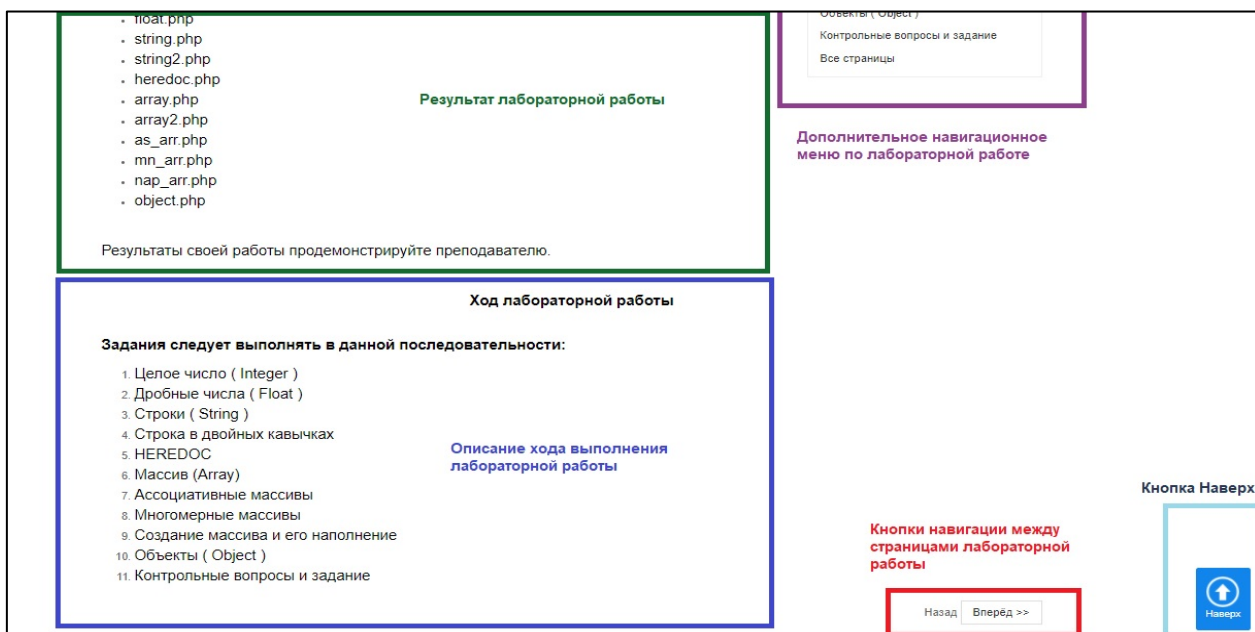 float.php
string.php
string2.php
heredoc.php
array.php
array2.php
as_arr.php
mn_arr.php
nap_arr.php
object.php
Результаты своей работы продемонстрируйте преподавателю.
Результат лабораторной работы
Объекты ( Object )
Контрольные вопросы и задание
Все страницы
Дополнительное навигационное
меню по лабораторной работе
Ход лабораторной работы
Задания следует выполнять в данной последовательности:
1. Целое число ( Integer )
2. Дробные числа ( Float )
3. Строки ( String )
4. Строка в двойных кавычках
5. HEREDOC
6. Массив (Array)
7. Ассоциативные массивы
8. Многомерные массивы
9. Создание массива и его наполнение
10. Объекты ( Object )
11. Контрольные вопросы и задание
Описание хода выполнения
лабораторной работы
Кнопки навигации между
страницами лабораторной
работы
Назад Вперёд >>
Кнопка Наверх
Наверх